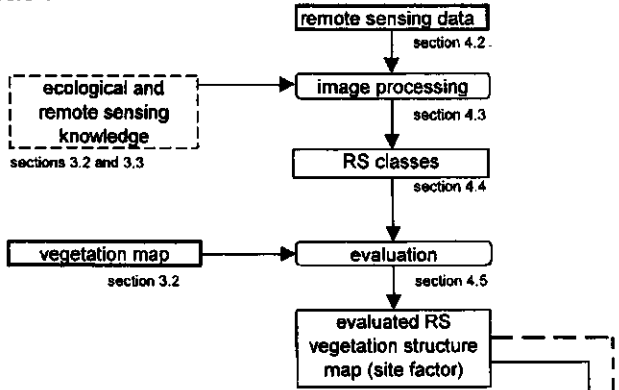 remote sensing data
section 4.2
ecological and
remote sensing
knowledge
sections 3.2 and 3.3
image processing
section 4.3
RS classes
section 4.4
vegetation map
section 3.2
evaluation
section 4.5
evaluated RS
vegetation structure
map (site factor)